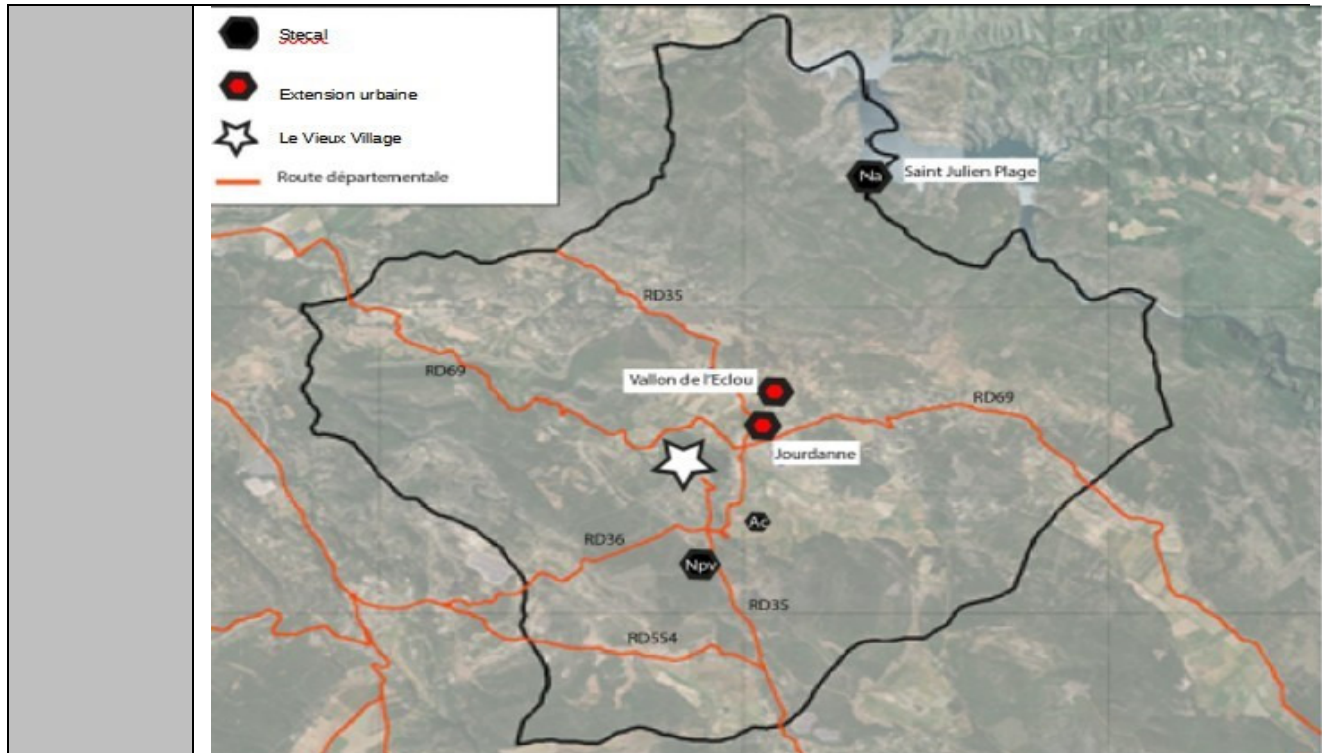 Stecal
Extension urbaine
Le Vieux Village
Route départementale
Na
Saint Julien Plage
RD35
RD69
Vallon de l'Eclou
RD69
Jourdanne
Ac
RD36
Npv
RD35
RD554